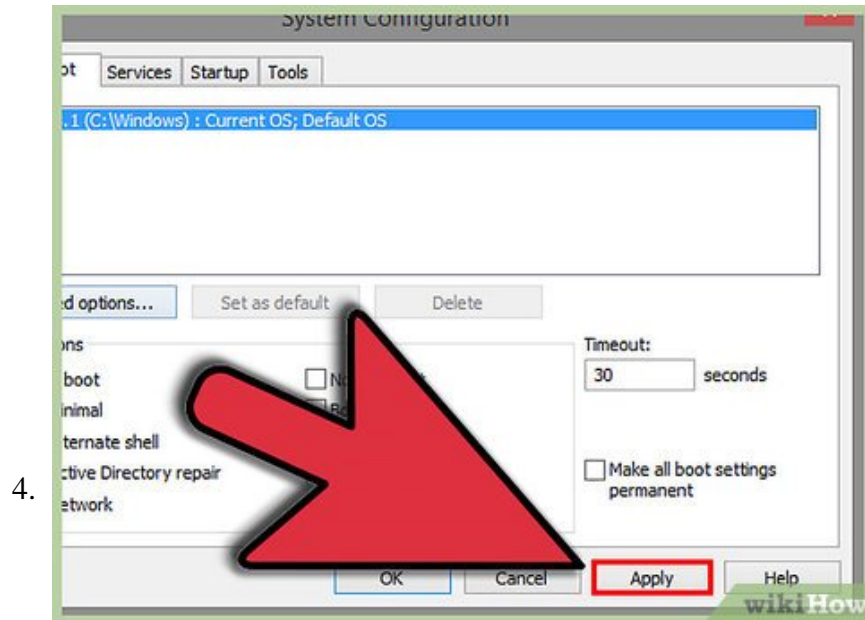 System Configuration
ot Services Startup Tools
.1 (C:\Windows) : Current OS; Default OS
ed options... Set as default Delete
ons Timeout:
boot 30 seconds
inimal
ternate shell
ctive Directory repair Make all boot settings
permanent
4.
etwork
OK Cancel Apply Help
wikiHow